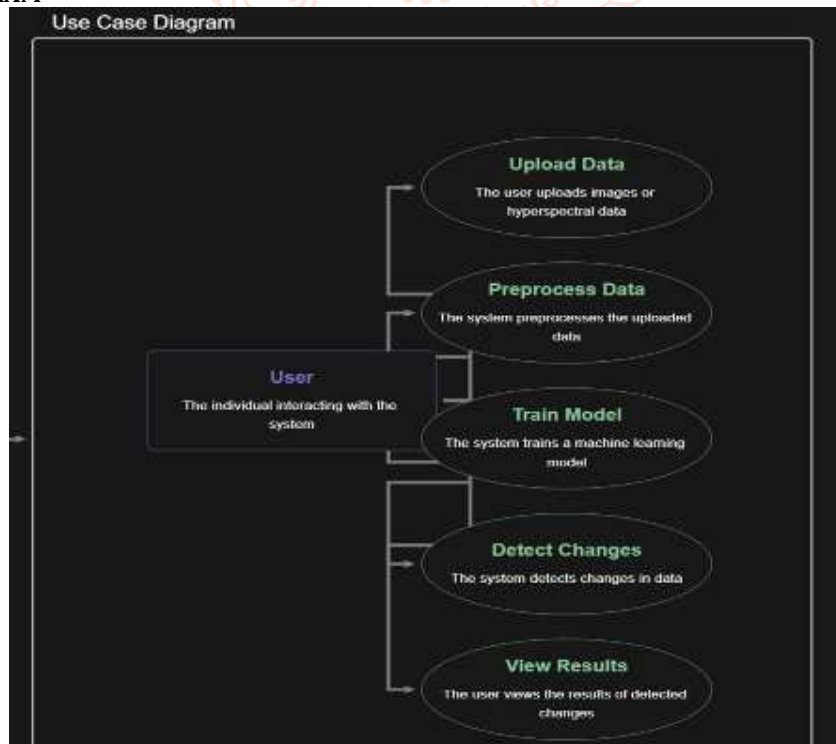 Use Case Diagram
Upload Data
The user uploads images or
hyperspectral data
Preprocess Data
The system preprocesses the uploaded
data
User
The individual interacting with the
system
Train Model
The system trains a machine learning
model
Detect Changes
The system detects changes in data
View Results
The user views the results of detected
changes